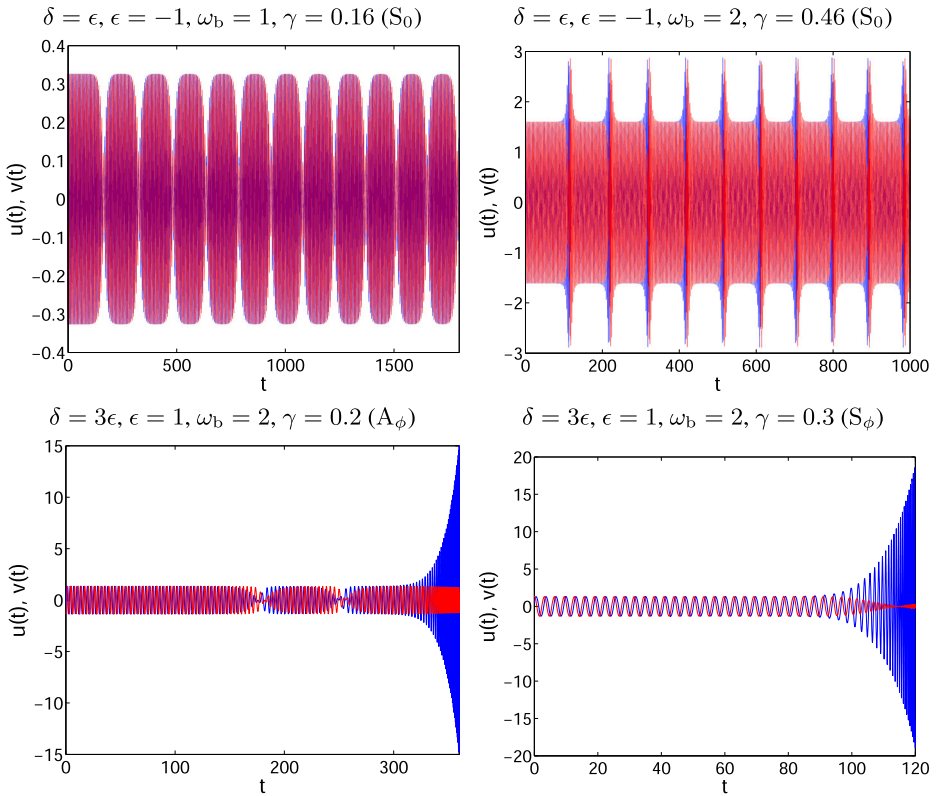 δ = ϵ, ϵ = −1, ω_b = 1, γ = 0.16 (S_0)
0.4
0.3
0.2
0.1
0
−0.1
−0.2
−0.3
−0.4
u(t), v(t)
0 500 1000 1500
t
δ = ϵ, ϵ = −1, ω_b = 2, γ = 0.46 (S_0)
3
2
1
0
−1
−2
−3
u(t), v(t)
0 200 400 600 800 1000
t
δ = 3ϵ, ϵ = 1, ω_b = 2, γ = 0.2 (A_ϕ)
15
10
5
0
−5
−10
−15
u(t), v(t)
0 100 200 300
t
δ = 3ϵ, ϵ = 1, ω_b = 2, γ = 0.3 (S_ϕ)
20
15
10
5
0
−5
−10
−15
−20
u(t), v(t)
0 20 40 60 80 100 120
t